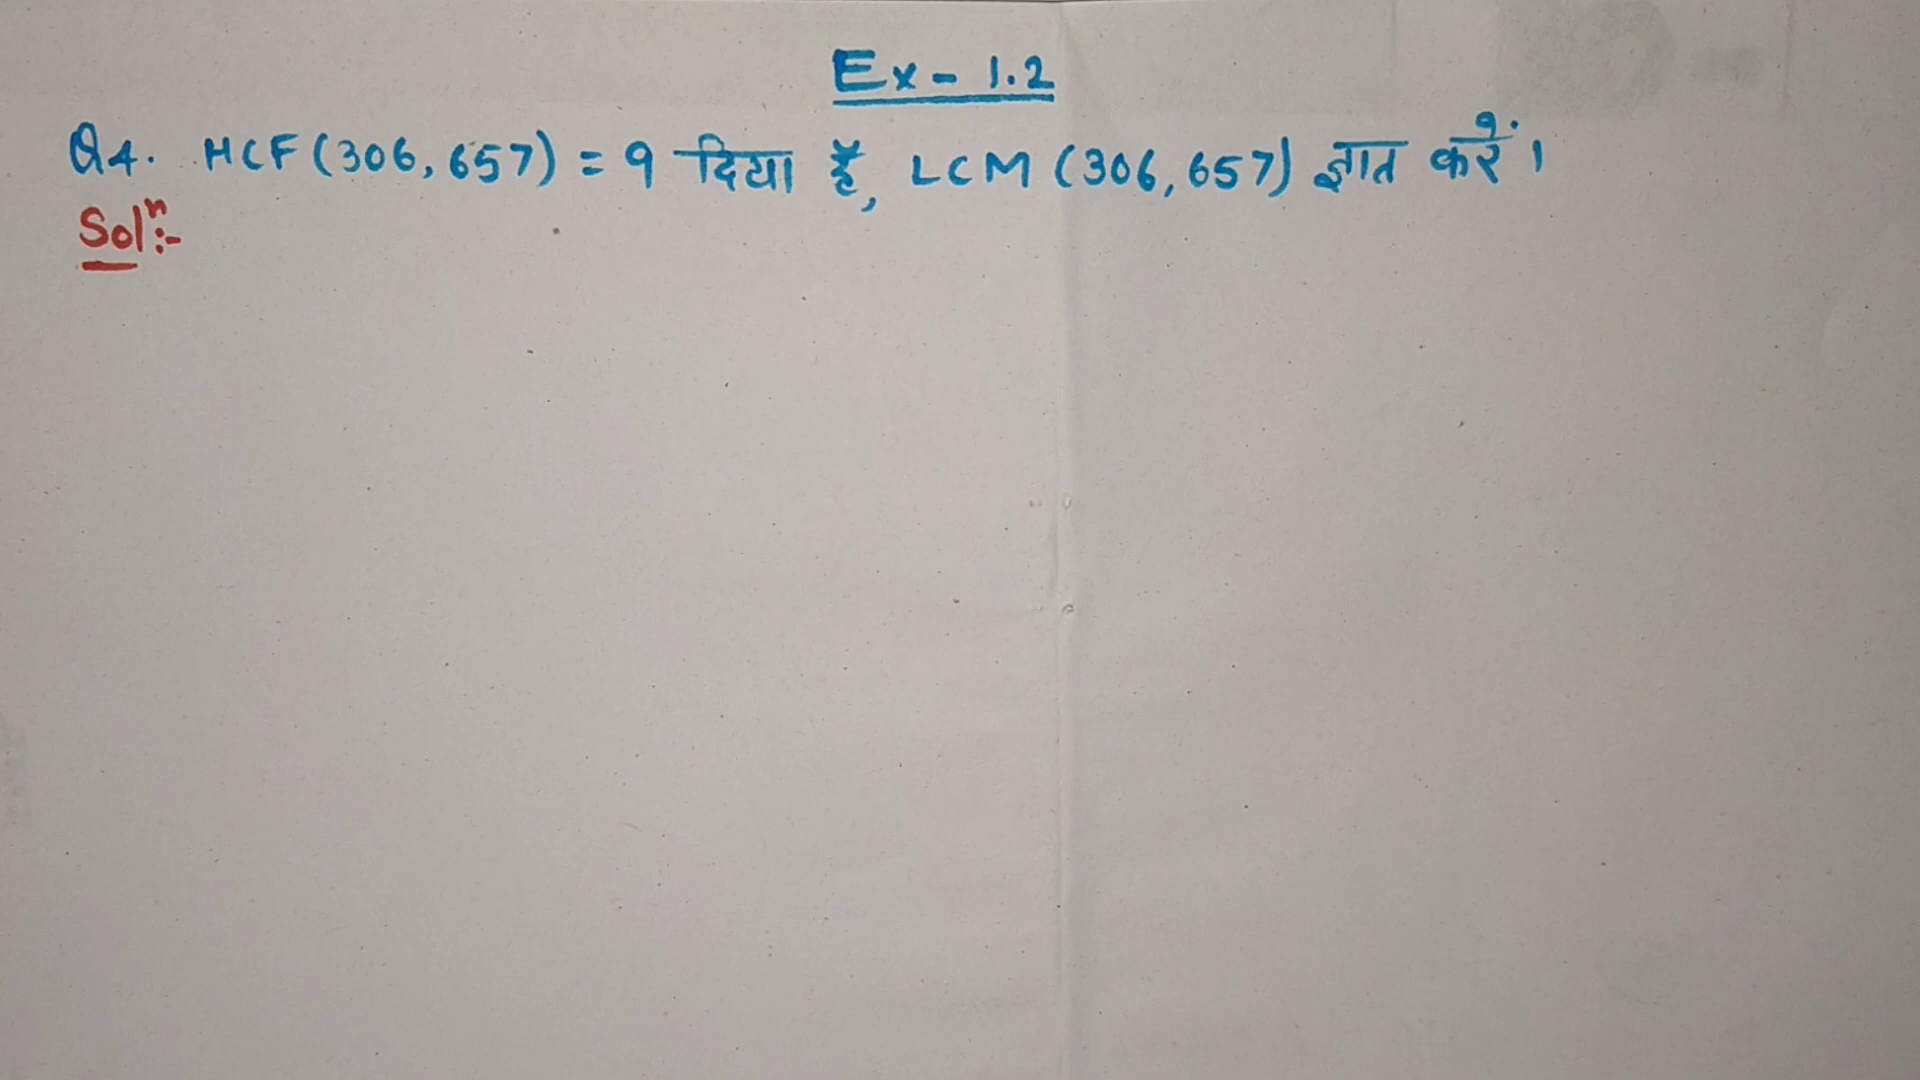 Ex - 1.2
Q4. HCF (306, 657) = 9 दिया है, LCM (306, 657) ज्ञात करें।
Solⁿ:-